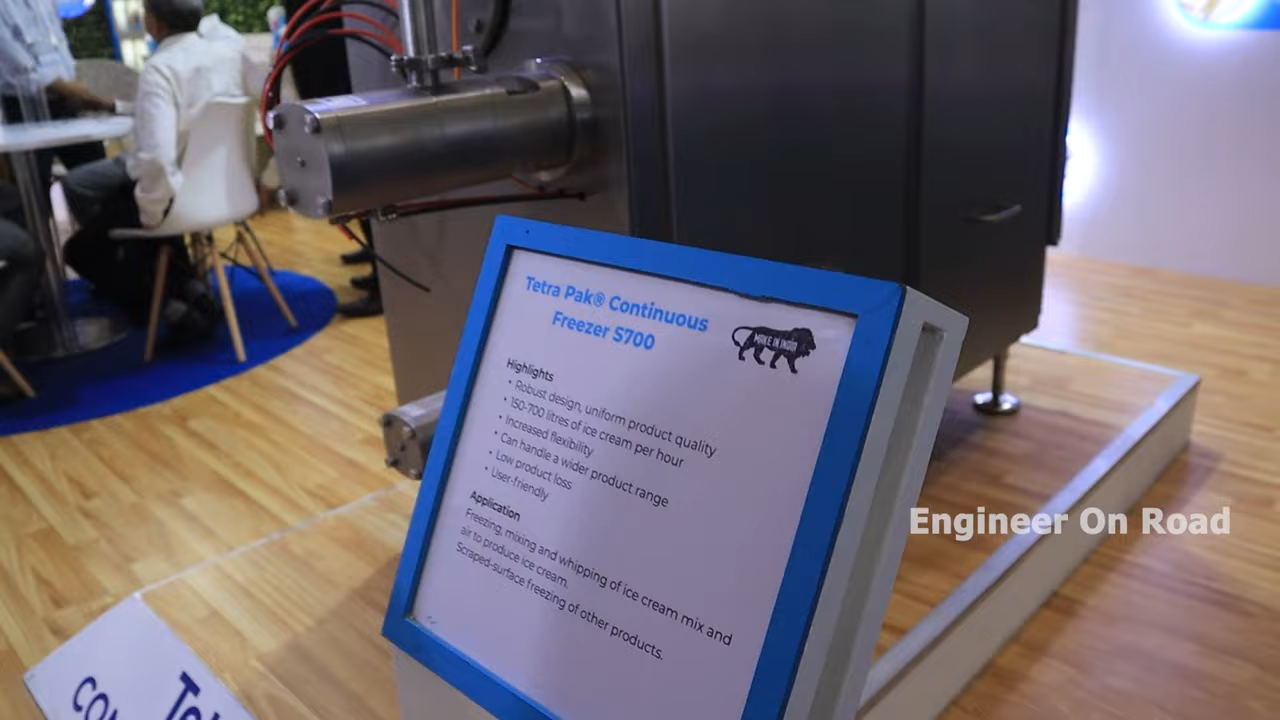 Tetra Pak® Continuous
Freezer S700
MAKE IN INDIA
Highlights
• Robust design, uniform product quality
• 150-700 litres of ice cream per hour
• Increased flexibility
• Can handle a wider product range
• Low product loss
• User-friendly
Application
Freezing, mixing and whipping of ice cream mix and
air to produce ice cream.
Scraped-surface freezing of other products.
Engineer On Road